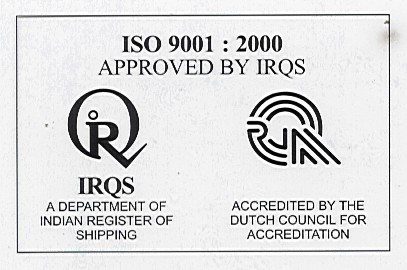 ISO 9001 : 2000
APPROVED BY IRQS
IRQS
A DEPARTMENT OF
INDIAN REGISTER OF
SHIPPING
RvA
ACCREDITED BY THE
DUTCH COUNCIL FOR
ACCREDITATION